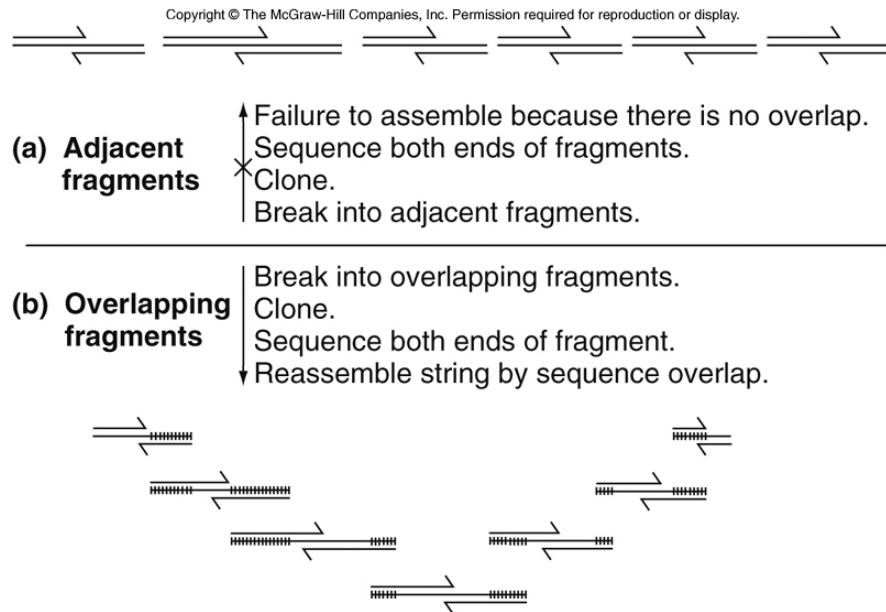 Copyright © The McGraw-Hill Companies, Inc. Permission required for reproduction or display.
(a) Adjacent
fragments
Failure to assemble because there is no overlap.
Sequence both ends of fragments.
Clone.
Break into adjacent fragments.
(b) Overlapping
fragments
Break into overlapping fragments.
Clone.
Sequence both ends of fragment.
Reassemble string by sequence overlap.